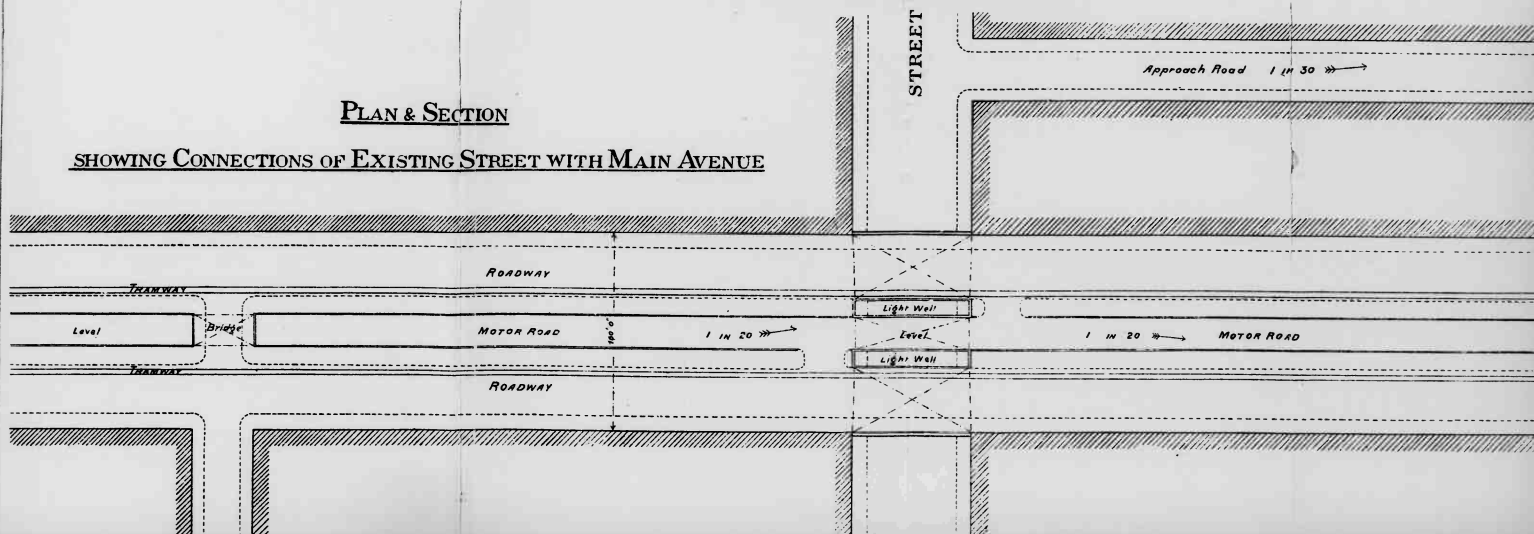 STREET
Approach Road 1 IN 30
PLAN & SECTION
SHOWING CONNECTIONS OF EXISTING STREET WITH MAIN AVENUE
ROADWAY
TRAMWAY
Light Well
Level
Bridge
MOTOR ROAD
1 IN 20
100' 0"
Level
1 IN 20
MOTOR ROAD
Light Well
TRAMWAY
ROADWAY